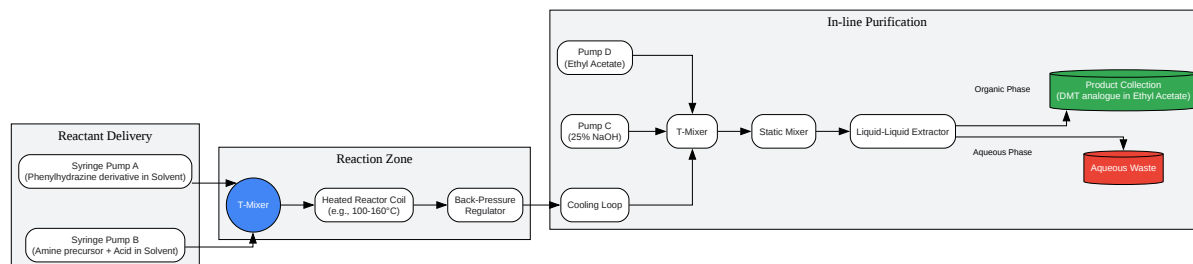 In-line Purification
Pump D
(Ethyl Acetate)
Organic Phase
Product Collection
(DMT analogue in Ethyl Acetate)
Reactant Delivery
Pump C
(25% NaOH)
T-Mixer
Static Mixer
Liquid-Liquid Extractor
Reaction Zone
Aqueous Phase
Aqueous Waste
Syringe Pump A
(Phenylhydrazine derivative in Solvent)
T-Mixer
Heated Reactor Coil
(e.g., 100-160°C)
Back-Pressure
Regulator
Cooling Loop
Syringe Pump B
(Amine precursor + Acid in Solvent)